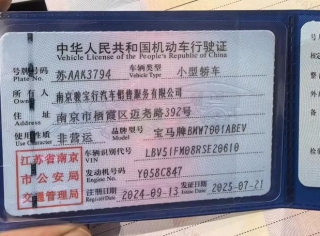 中华人民共和国机动车行驶证
Vehicle License of the People's Republic of China
号牌号码 苏AAK3794 车辆类型 小型轿车
Plate No. Vehicle Type
所有人 南京骏宝行汽车销售服务有限公司
Owner
住址 南京市栖霞区迈尧路392号
Address
使用性质 非营运 品牌型号 宝马牌BMW7001ABEV
Use Character Model
江苏省南京市公安局交通管理局
车辆识别代号 LBV51FM08RSE20610
VIN
发动机号码 Y058C847
Engine No.
注册日期 2024-09-13 发证日期 2025-07-21
Register Date Issue Date